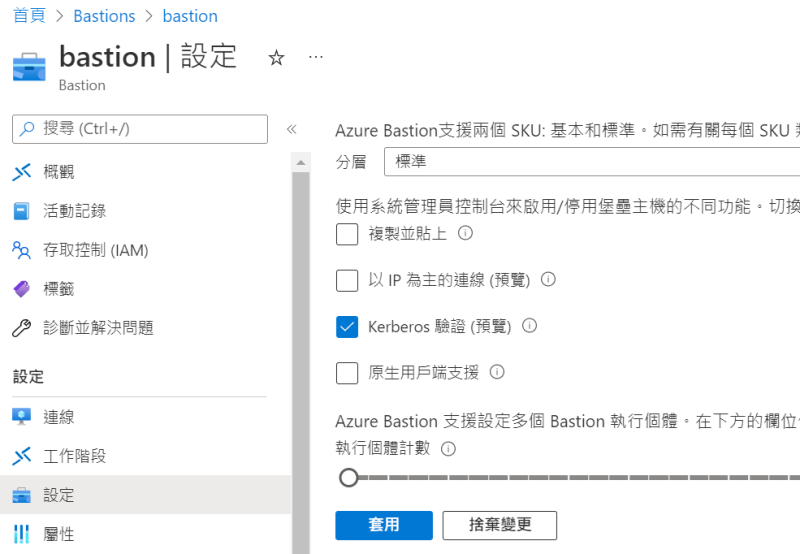 首頁 > Bastions > bastion
bastion | 設定
Bastion
搜尋 (Ctrl+/)
概觀
活動記錄
存取控制 (IAM)
標籤
診斷並解決問題
設定
連線
工作階段
設定
屬性
Azure Bastion支援兩個 SKU: 基本和標準。如需有關每個 SKU
分層
標準
使用系統管理員控制台來啟用/停用堡壘主機的不同功能。切換
複製並貼上
以 IP 為主的連線 (預覽)
Kerberos 驗證 (預覽)
原生用戶端支援
Azure Bastion 支援設定多個 Bastion 執行個體。在下方的欄位
執行個體計數
套用
捨棄變更